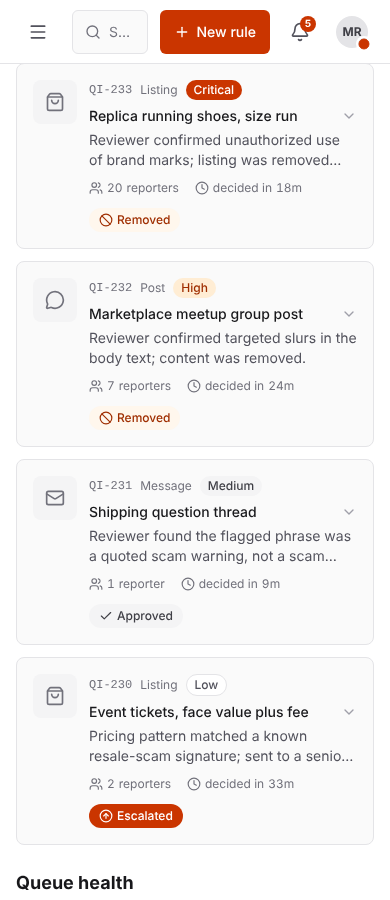 S...
New rule
5
MR
QI-233 Listing Critical
Replica running shoes, size run
Reviewer confirmed unauthorized use
of brand marks; listing was removed...
20 reporters decided in 18m
Removed
QI-232 Post High
Marketplace meetup group post
Reviewer confirmed targeted slurs in the
body text; content was removed.
7 reporters decided in 24m
Removed
QI-231 Message Medium
Shipping question thread
Reviewer found the flagged phrase was
a quoted scam warning, not a scam...
1 reporter decided in 9m
Approved
QI-230 Listing Low
Event tickets, face value plus fee
Pricing pattern matched a known
resale-scam signature; sent to a senio...
2 reporters decided in 33m
Escalated
Queue health